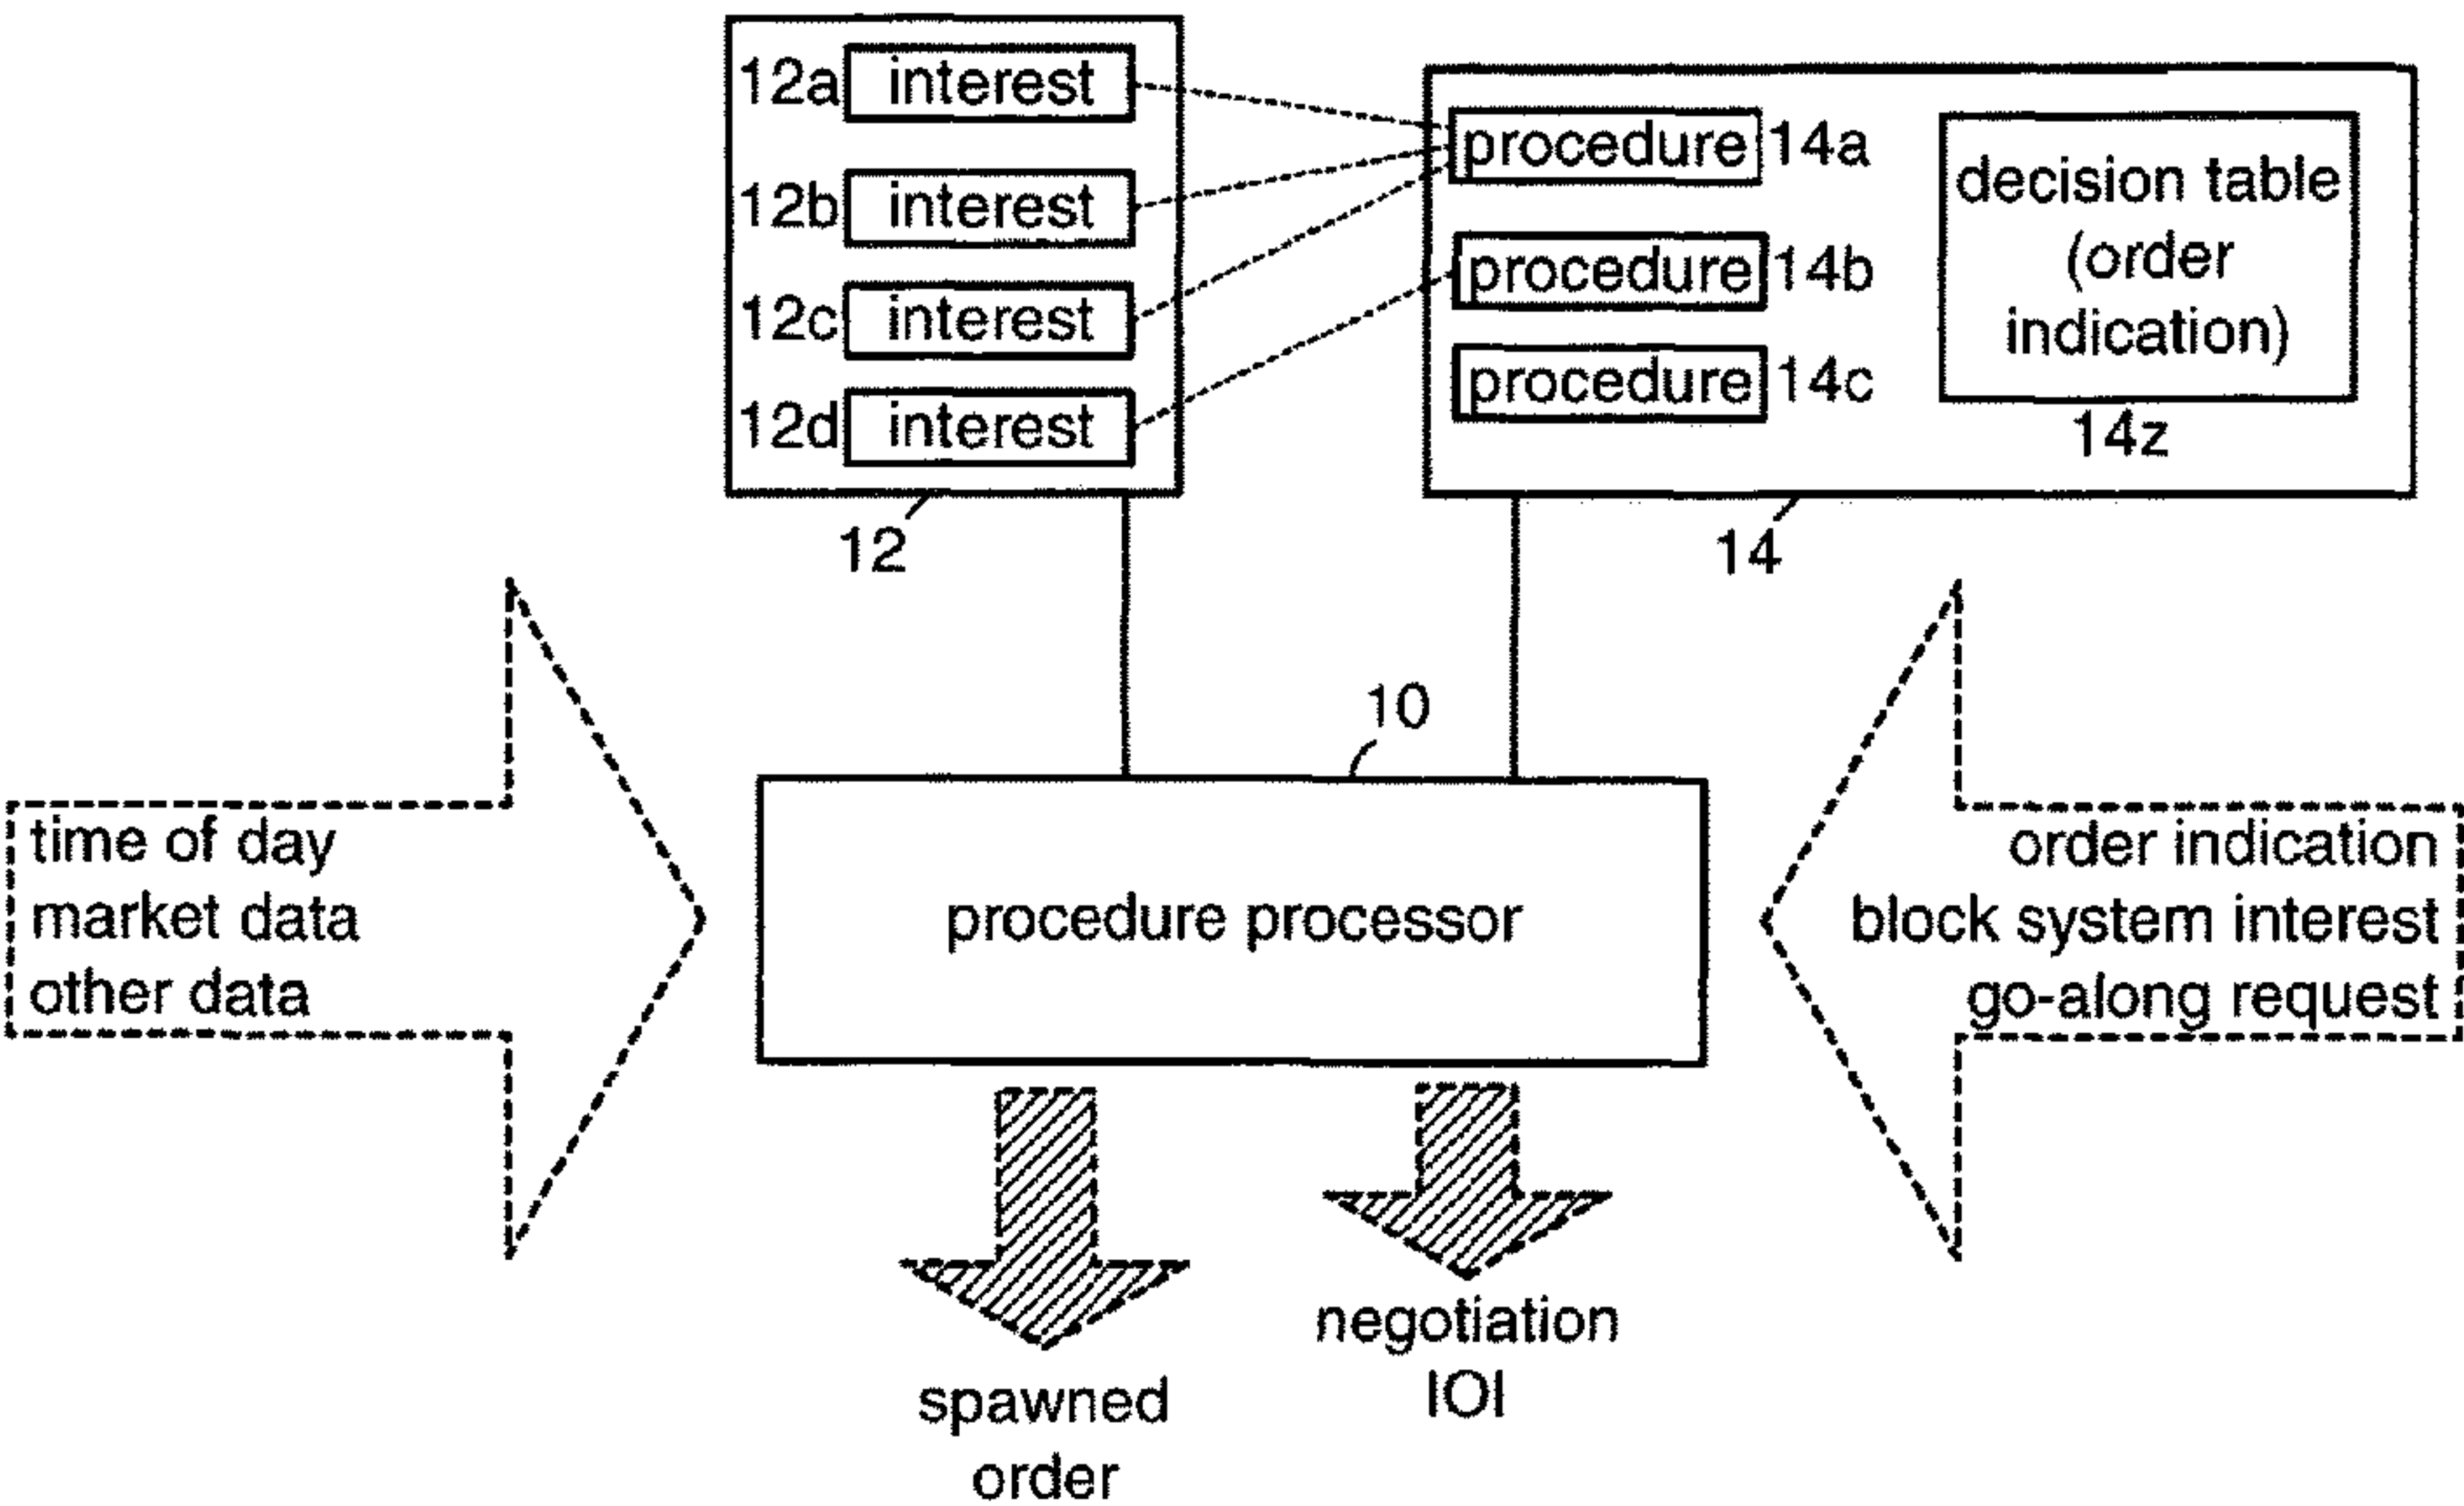 12a interest
12b interest
12c interest
12d interest
12
procedure 14a
procedure 14b
procedure 14c
decision table
(order
indication)
14z
14
10
time of day
market data
other data
procedure processor
order indication
block system interest
go-along request
spawned
order
negotiation
IOI